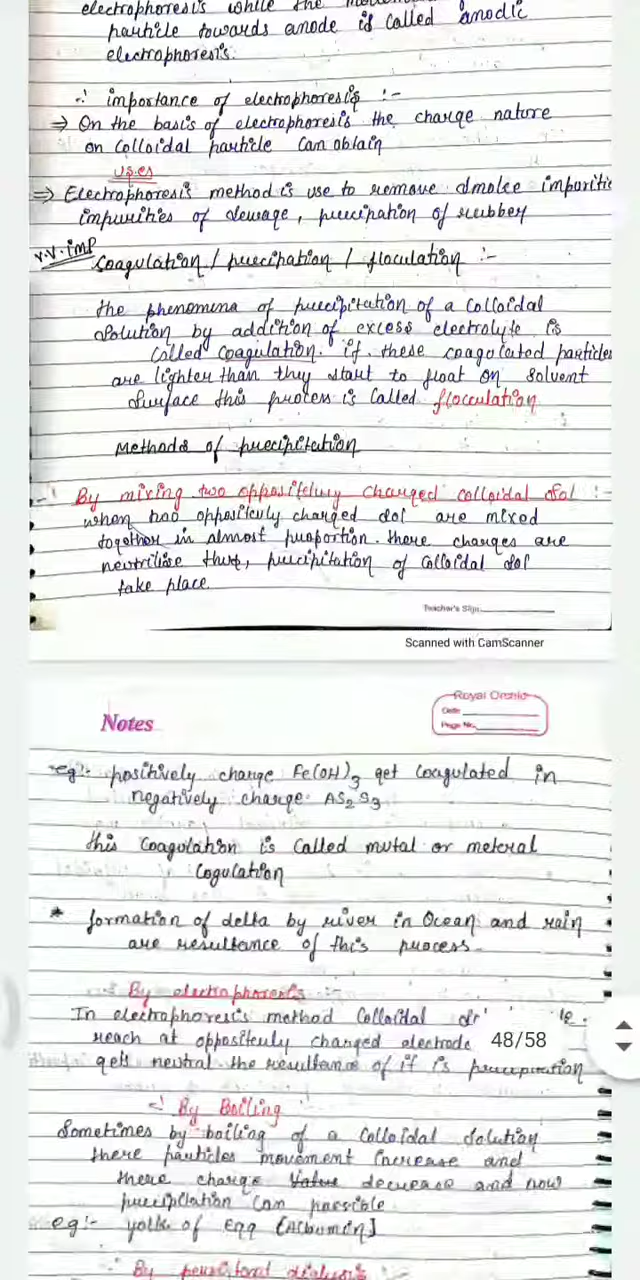 electrophoresis while the
particle towards anode is called anodic
electrophoresis.
∴ importance of electrophoresis :-
⇒ On the basis of electrophoresis the charge nature
on colloidal particle can obtain
Uses
⇒ Electrophoresis method is use to remove smoke impuritie
impurities of sewage, precipation of rubber
V.V.imp
Coagulation / precipitation / floculation :-
the phenomina of precipitation of a colloidal
solution by addition of excess electrolyte is
called coagulation. if these coagulated particles
are lighter than they start to float on solvent
surface this process is called flocculation
Methods of precipitation
By mixing two oppositelly charged colloidal sol :-
when two oppositely charged sol are mixed
together in almost proportion. there charges are
neutrilise thus, precipitation of colloidal sol
take place
Teacher's Sign
Scanned with CamScanner
Royal Orchid
Notes
Date
Page No.
eg:- positively charge Fe(OH)3 get coagulated in
negatively charge AS2S3
this Coagulation is called mutal or meteral
Cogulation
* formation of delta by river in Ocean and rain
are resultance of this process.
By electrophoresis
In electrophoresis method Colloidal
reach at oppositely charged electrode
48/58
gets neutral the resultance of it is precipitation
By Boiling
Sometimes by boiling of a colloidal solution
there particles movement increase and
there charge value decrease and now
precipitation can possible
eg:- yolk of Egg [Albumin]
By dialysis